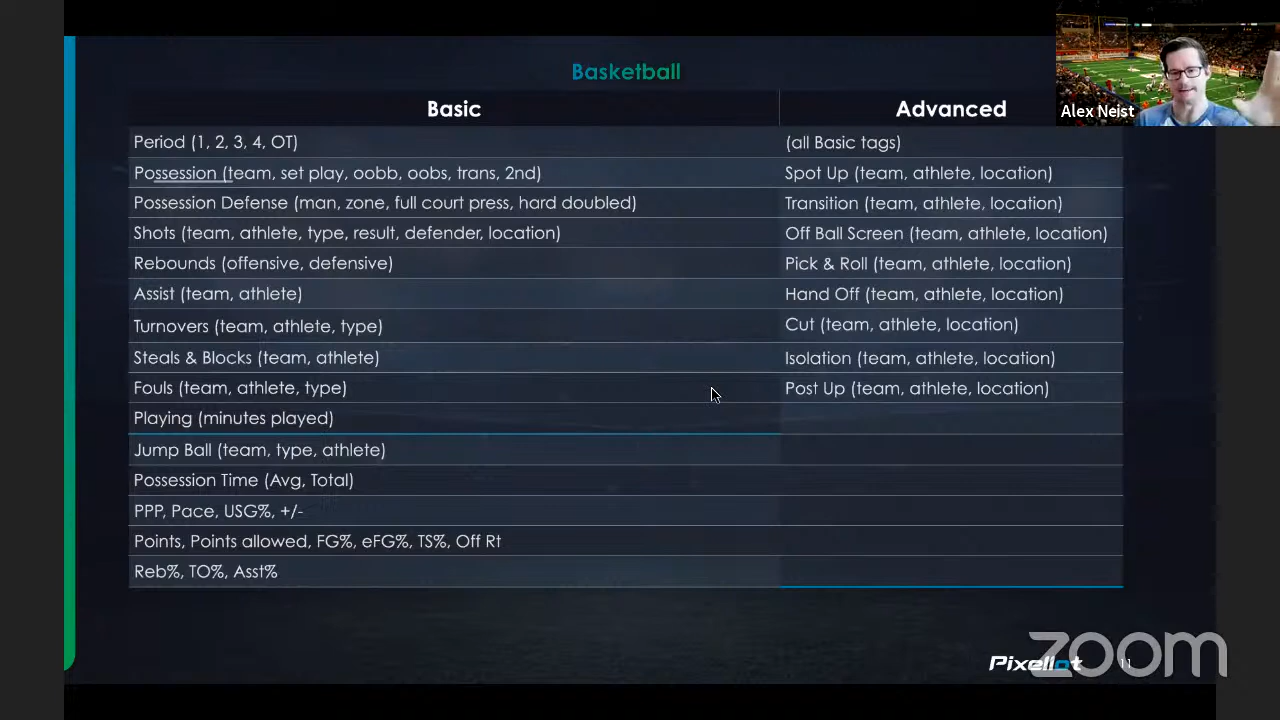 Basketball
Alex Neist
Basic
Advanced
Period (1, 2, 3, 4, OT)
(all Basic tags)
Possession (team, set play, oobb, oobs, trans, 2nd)
Spot Up (team, athlete, location)
Possession Defense (man, zone, full court press, hard doubled)
Transition (team, athlete, location)
Shots (team, athlete, type, result, defender, location)
Off Ball Screen (team, athlete, location)
Rebounds (offensive, defensive)
Pick & Roll (team, athlete, location)
Assist (team, athlete)
Hand Off (team, athlete, location)
Turnovers (team, athlete, type)
Cut (team, athlete, location)
Steals & Blocks (team, athlete)
Isolation (team, athlete, location)
Fouls (team, athlete, type)
Post Up (team, athlete, location)
Playing (minutes played)
Jump Ball (team, type, athlete)
Possession Time (Avg, Total)
PPP, Pace, USG%, +/-
Points, Points allowed, FG%, eFG%, TS%, Off Rt
Reb%, TO%, Asst%
Pixellot
zoom
11